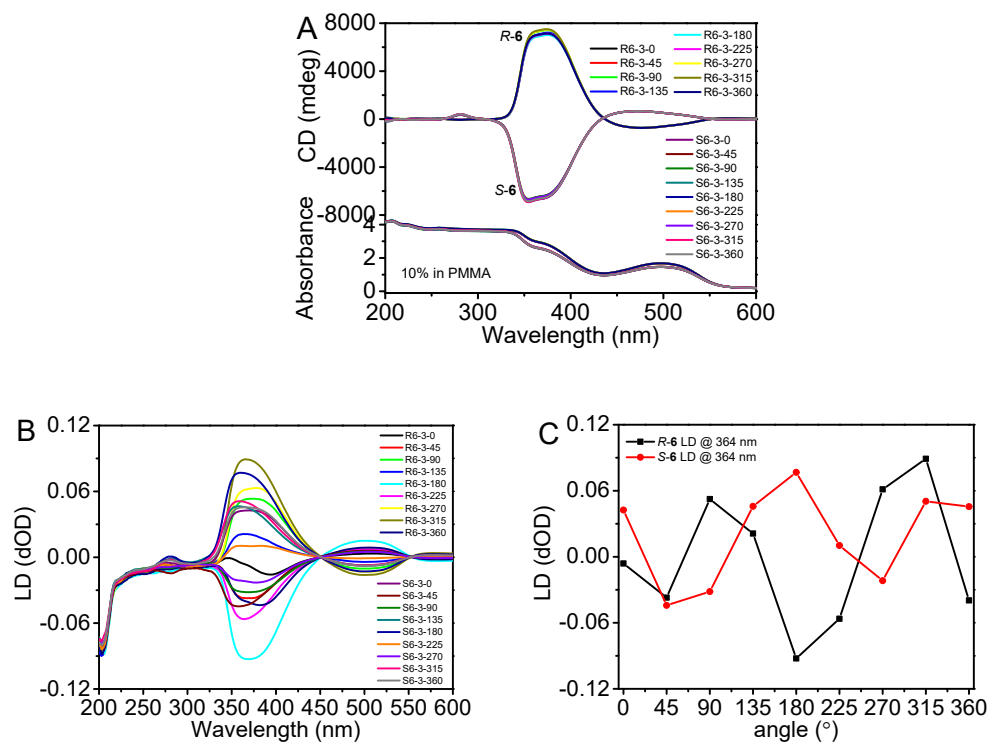 A
8000
4000
0
-4000
-8000
CD (mdeg)
R-6
S-6
R6-3-0
R6-3-45
R6-3-90
R6-3-135
R6-3-180
R6-3-225
R6-3-270
R6-3-315
R6-3-360
S6-3-0
S6-3-45
S6-3-90
S6-3-135
S6-3-180
S6-3-225
S6-3-270
S6-3-315
S6-3-360
4
2
0
Absorbance
10% in PMMA
200 300 400 500 600
Wavelength (nm)
B
0.12
0.06
0.00
-0.06
-0.12
LD (dOD)
R6-3-0
R6-3-45
R6-3-90
R6-3-135
R6-3-180
R6-3-225
R6-3-270
R6-3-315
R6-3-360
S6-3-0
S6-3-45
S6-3-90
S6-3-135
S6-3-180
S6-3-225
S6-3-270
S6-3-315
S6-3-360
200 250 300 350 400 450 500 550 600
Wavelength (nm)
C
0.12
0.06
0.00
-0.06
-0.12
LD (dOD)
R-6 LD @ 364 nm
S-6 LD @ 364 nm
0 45 90 135 180 225 270 315 360
angle (°)